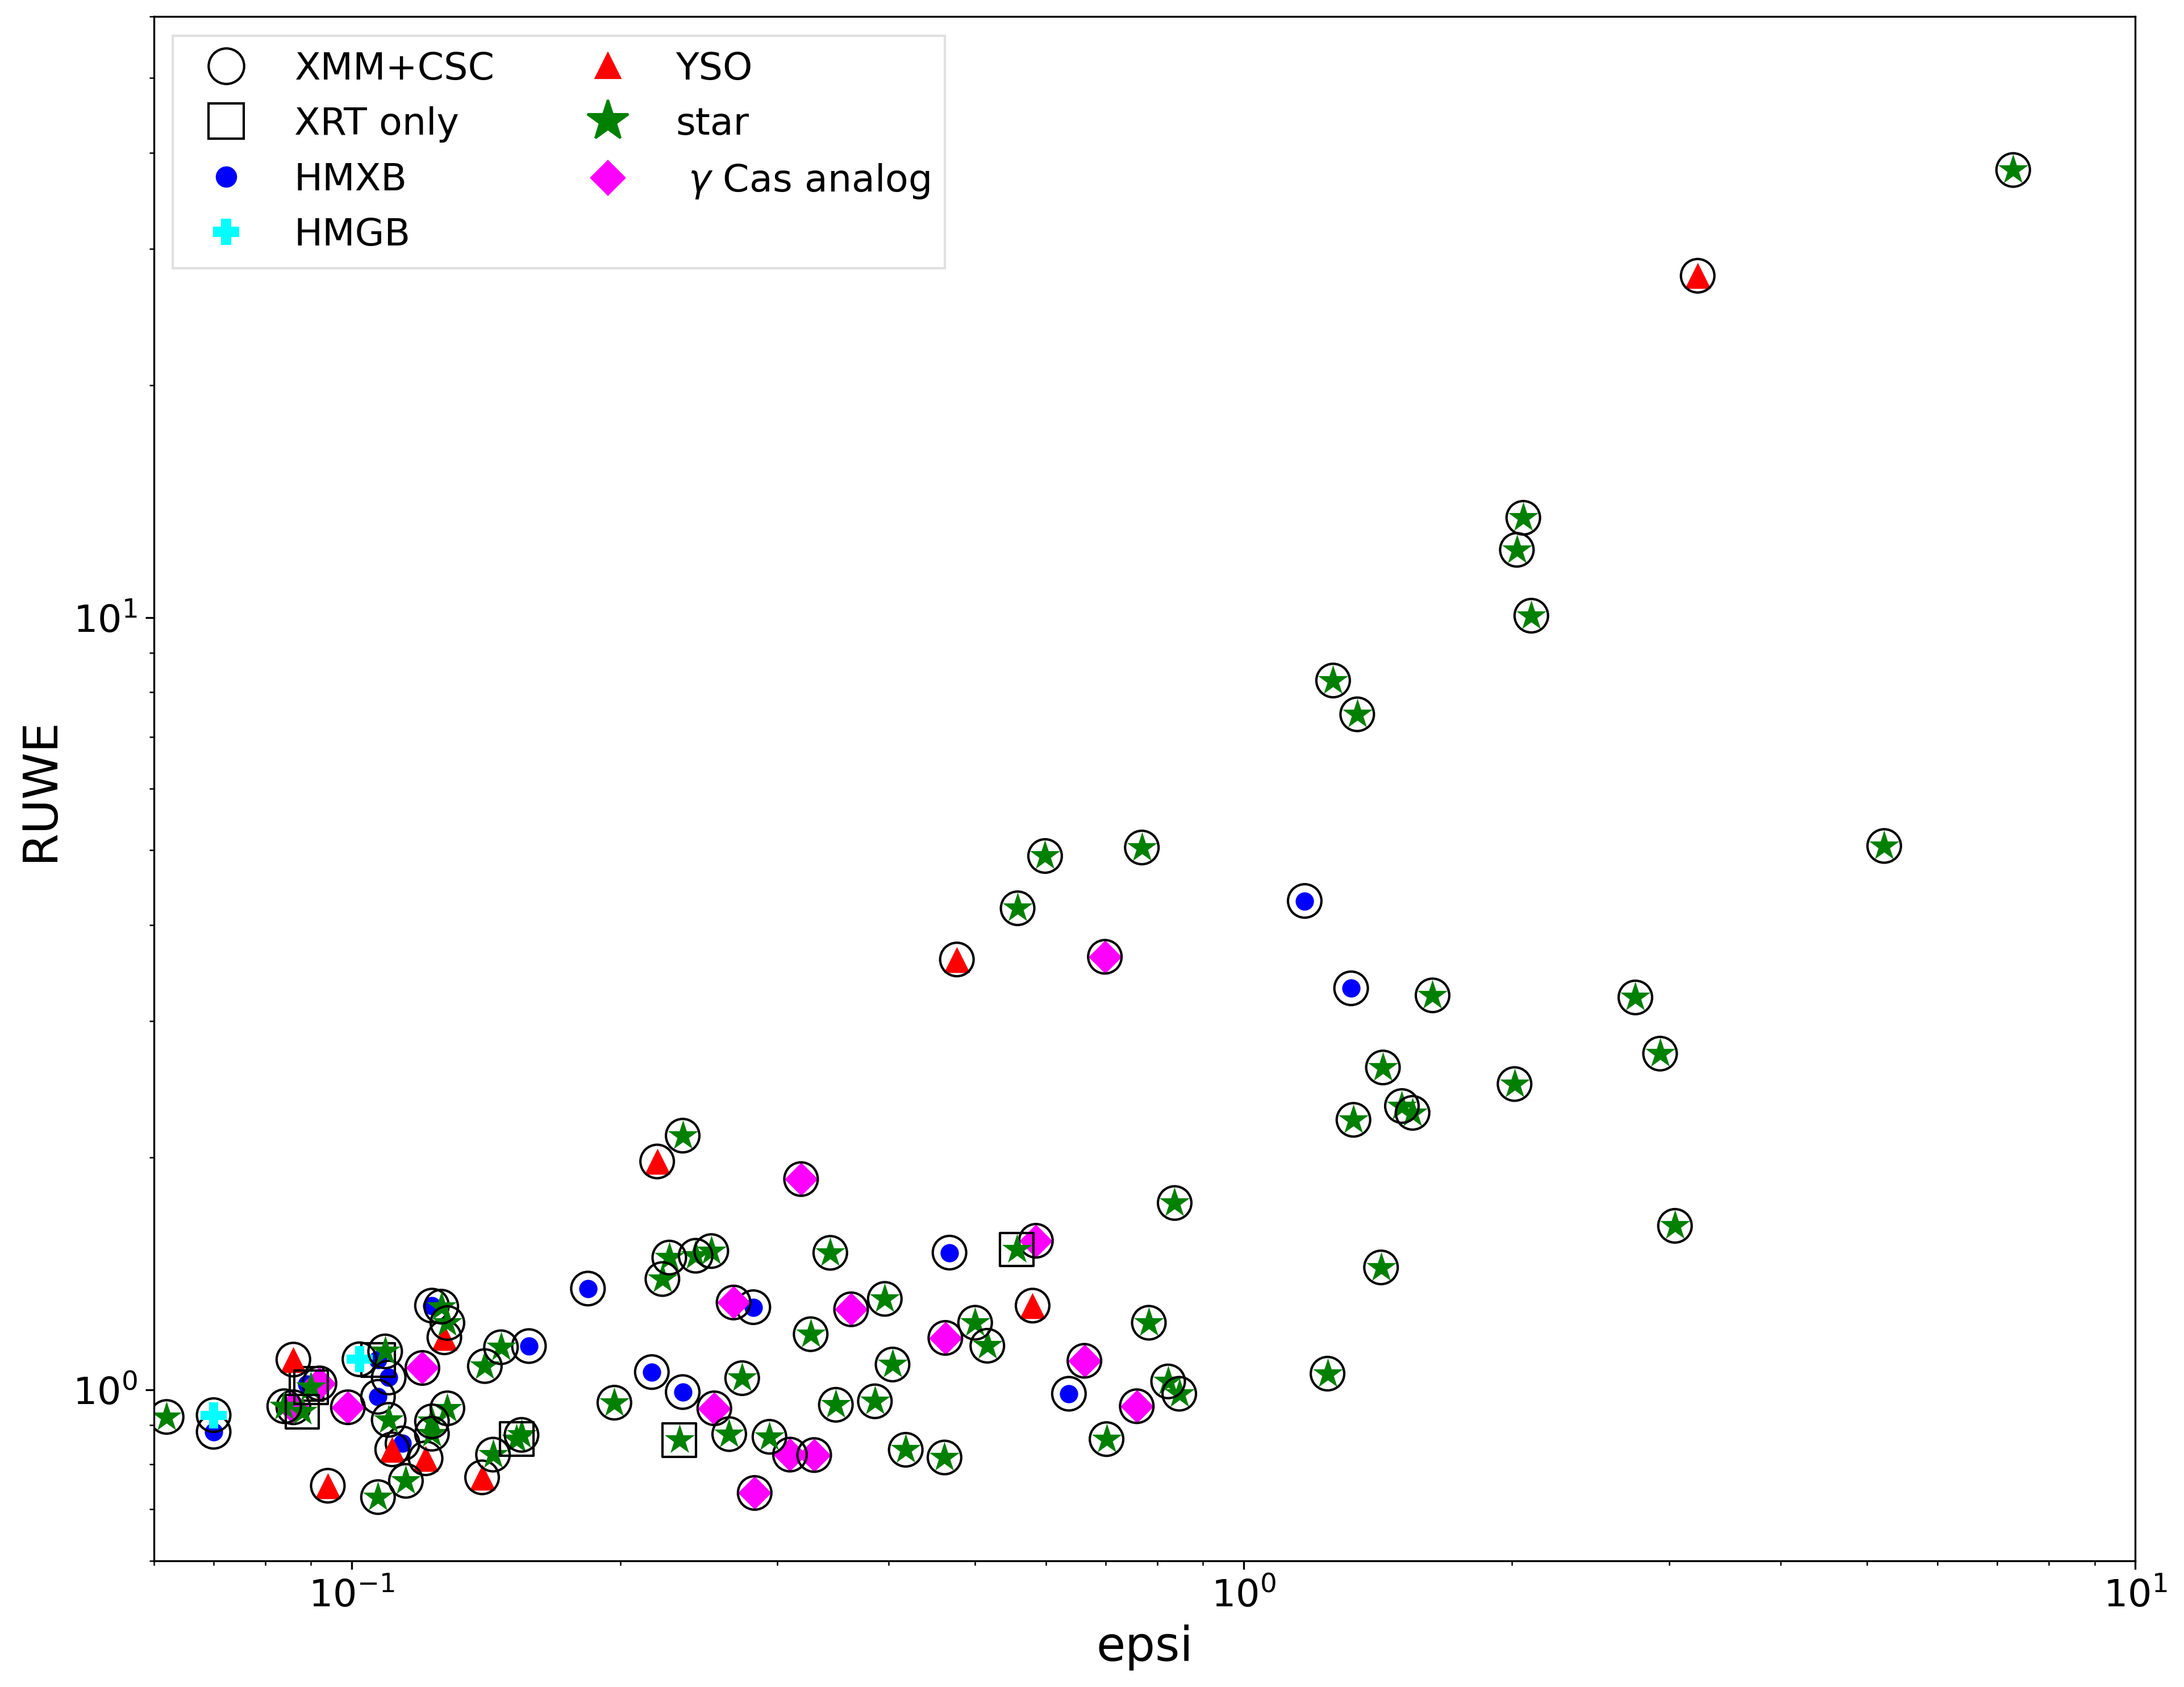 XMM+CSC
XRT only
HMXB
HMGB
YSO
star
γ Cas analog
RUWE
10¹
10⁰
10⁻¹
10⁰
10¹
epsi